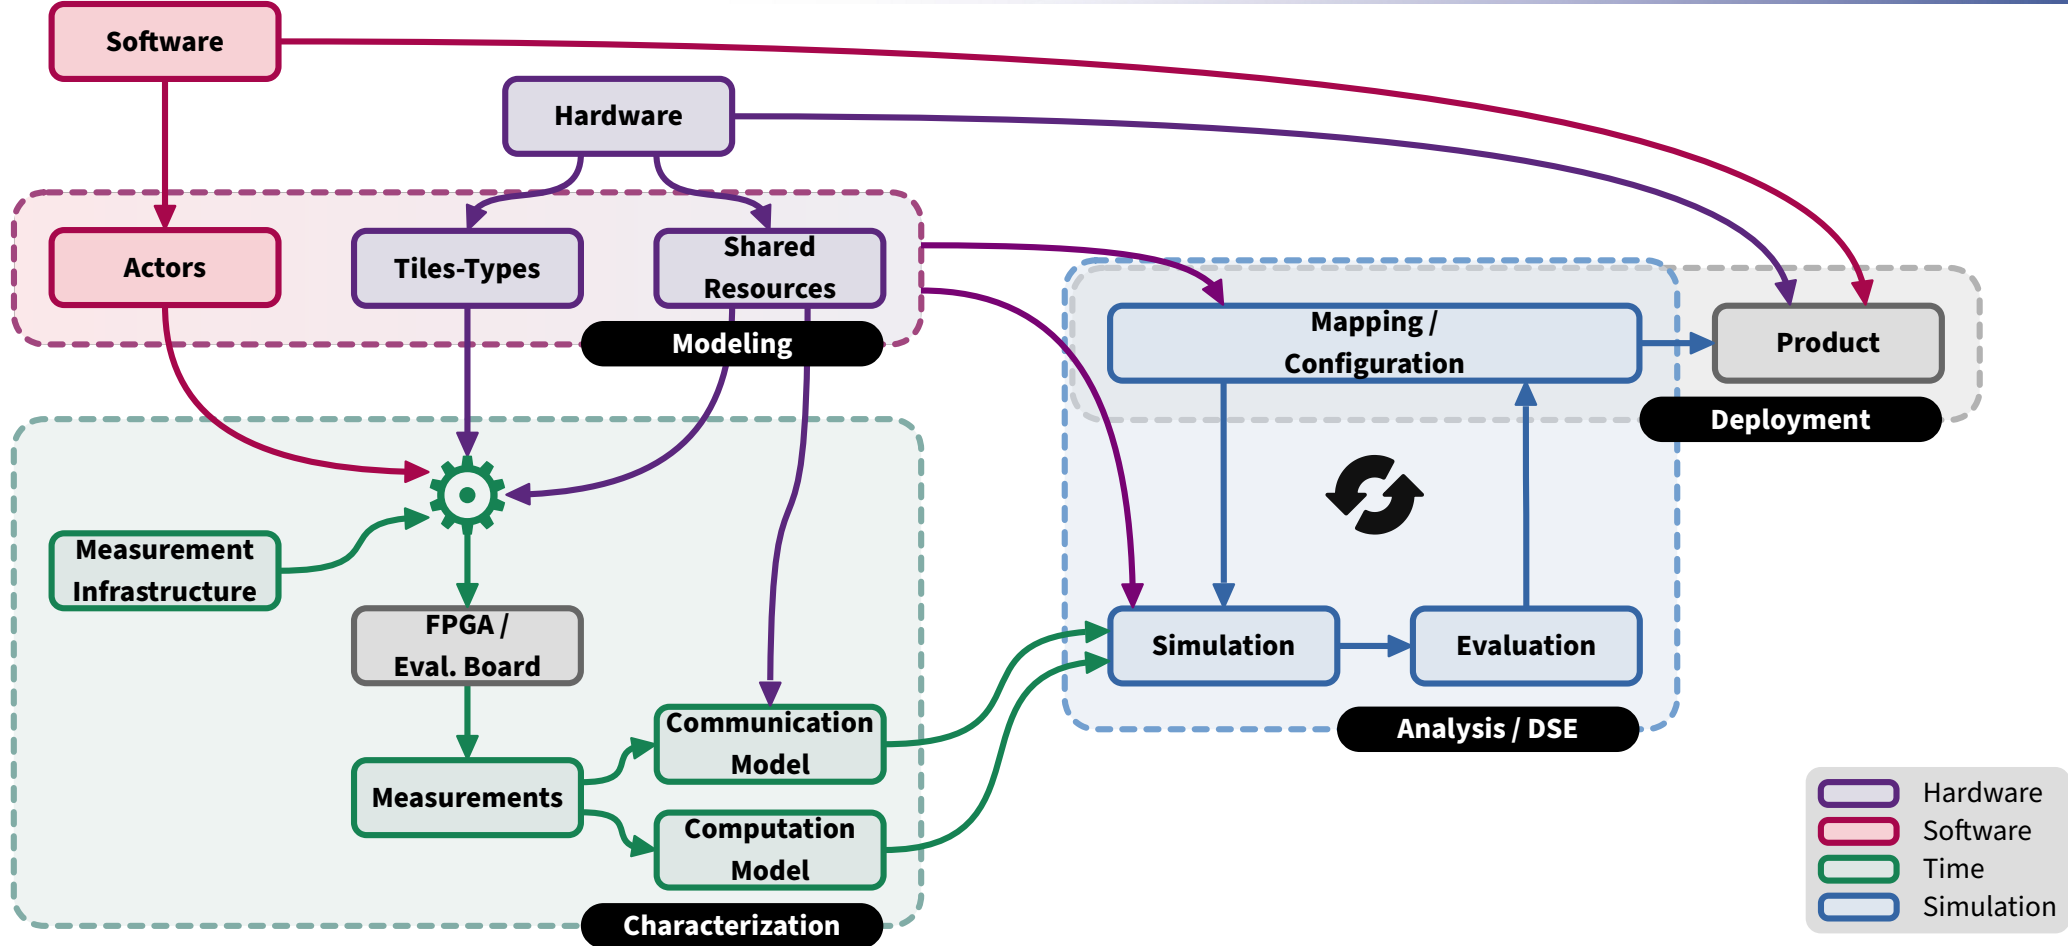 Software
Hardware
Actors
Tiles-Types
Shared
Resources
Modeling
Mapping /
Configuration
Product
Deployment
Measurement
Infrastructure
FPGA /
Eval. Board
Simulation
Evaluation
Communication
Model
Analysis / DSE
Measurements
Computation
Model
Characterization
Hardware
Software
Time
Simulation